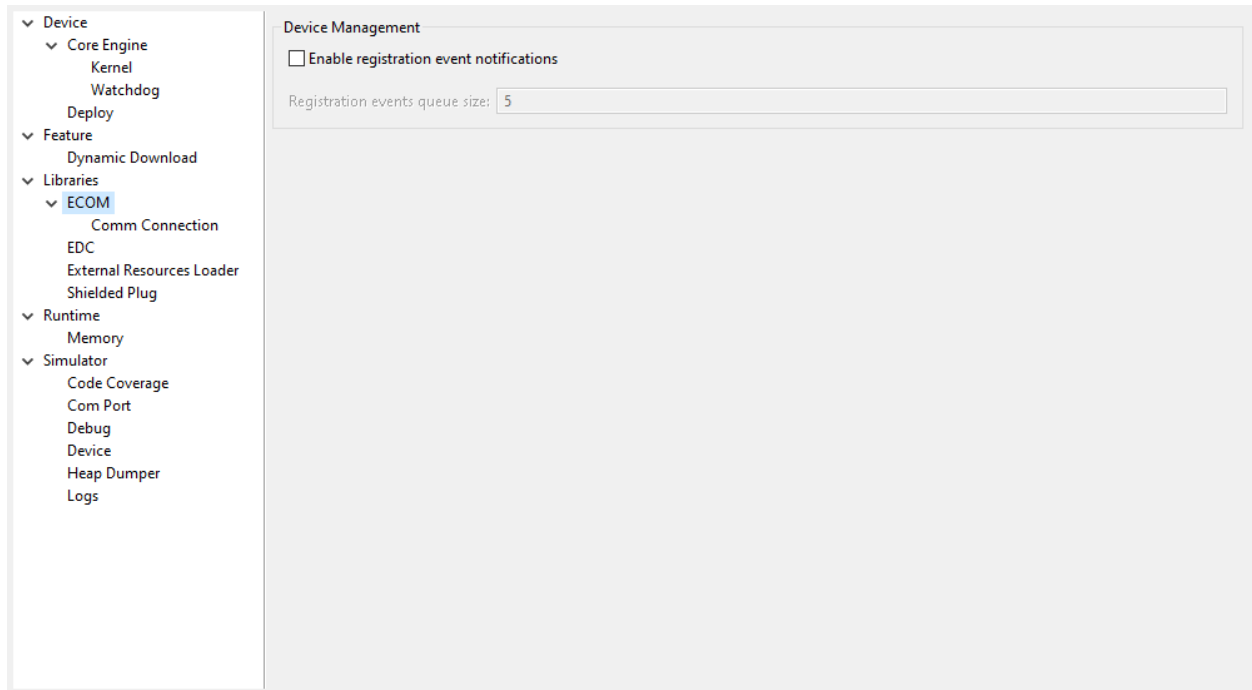 Device
Core Engine
Kernel
Watchdog
Deploy
Feature
Dynamic Download
Libraries
ECOM
Comm Connection
EDC
External Resources Loader
Shielded Plug
Runtime
Memory
Simulator
Code Coverage
Com Port
Debug
Device
Heap Dumper
Logs
Device Management
Enable registration event notifications
Registration events queue size: 5